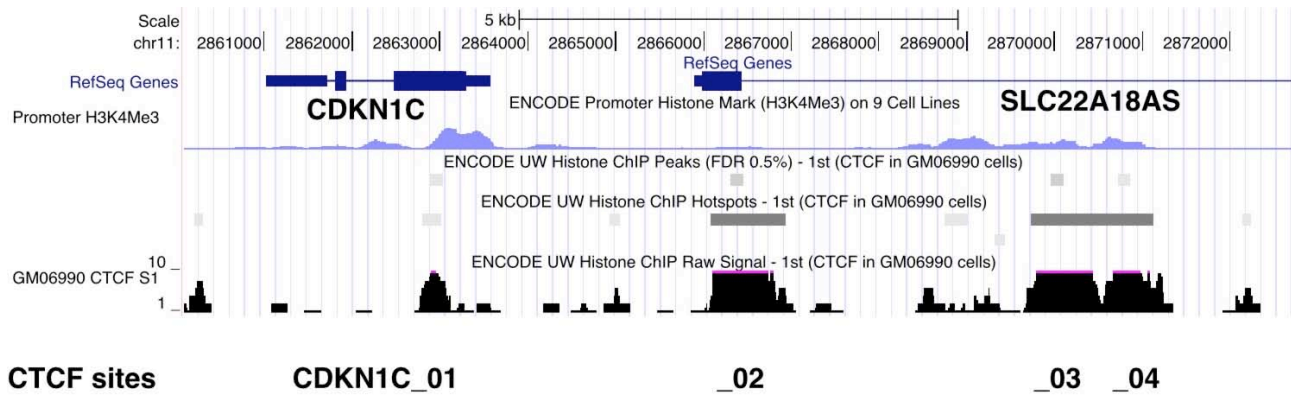 Scale 5 kb
chr11: 2861000 2862000 2863000 2864000 2865000 2866000 2867000 2868000 2869000 2870000 2871000 2872000
RefSeq Genes
RefSeq Genes
CDKN1C
SLC22A18AS
ENCODE Promoter Histone Mark (H3K4Me3) on 9 Cell Lines
Promoter H3K4Me3
ENCODE UW Histone ChIP Peaks (FDR 0.5%) - 1st (CTCF in GM06990 cells)
ENCODE UW Histone ChIP Hotspots - 1st (CTCF in GM06990 cells)
ENCODE UW Histone ChIP Raw Signal - 1st (CTCF in GM06990 cells)
10
GM06990 CTCF S1
1
CTCF sites CDKN1C_01 _02 _03 _04